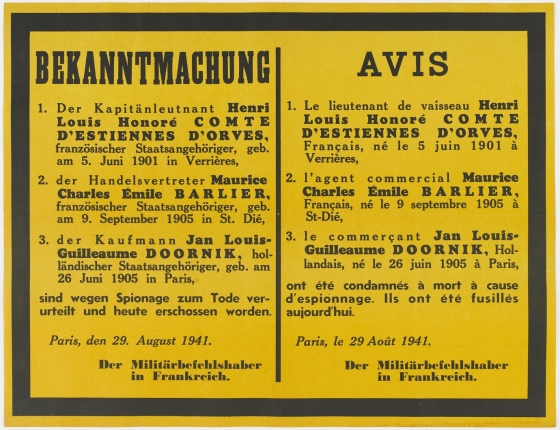 BEKANNTMACHUNG
1. Der Kapitänleutnant Henri
Louis Honoré COMTE
D'ESTIENNES D'ORVES,
französischer Staatsangehöriger, geb.
am 5. Juni 1901 in Verrières,
2. der Handelsvertreter Maurice
Charles Émile BARLIER,
französischer Staatsangehöriger, geb.
am 9. September 1905 in St. Dié,
3. der Kaufmann Jan Louis-
Guilleaume DOORNIK, hol-
ländischer Staatsangehöriger, geb. am
26 Juni 1905 in Paris,
sind wegen Spionage zum Tode ver-
urteilt und heute erschossen worden.
Paris, den 29. August 1941.
Der Militärbefehlshaber
in Frankreich.
AVIS
1. Le lieutenant de vaisseau Henri
Louis Honoré COMTE
D'ESTIENNES D'ORVES,
Français, né le 5 juin 1901 à
Verrières,
2. l'agent commercial Maurice
Charles Émile BARLIER,
Français, né le 9 septembre 1905 à
St-Dié,
3. le commerçant Jan Louis-
Guilleaume DOORNIK, Hol-
landais, né le 26 juin 1905 à Paris,
ont été condamnés à mort à cause
d'espionnage. Ils ont été fusillés
aujourd'hui.
Paris, le 29 Août 1941.
Der Militärbefehlshaber
in Frankreich.